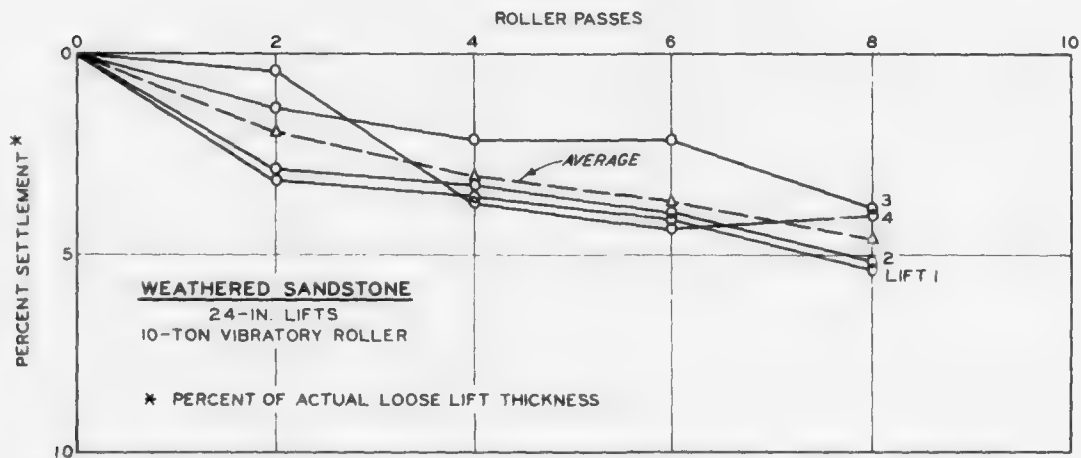 ROLLER PASSES
0 2 4 6 8 10
0
5
10
PERCENT SETTLEMENT *
AVERAGE
3
4
2
LIFT 1
WEATHERED SANDSTONE
24-IN. LIFTS
10-TON VIBRATORY ROLLER
* PERCENT OF ACTUAL LOOSE LIFT THICKNESS